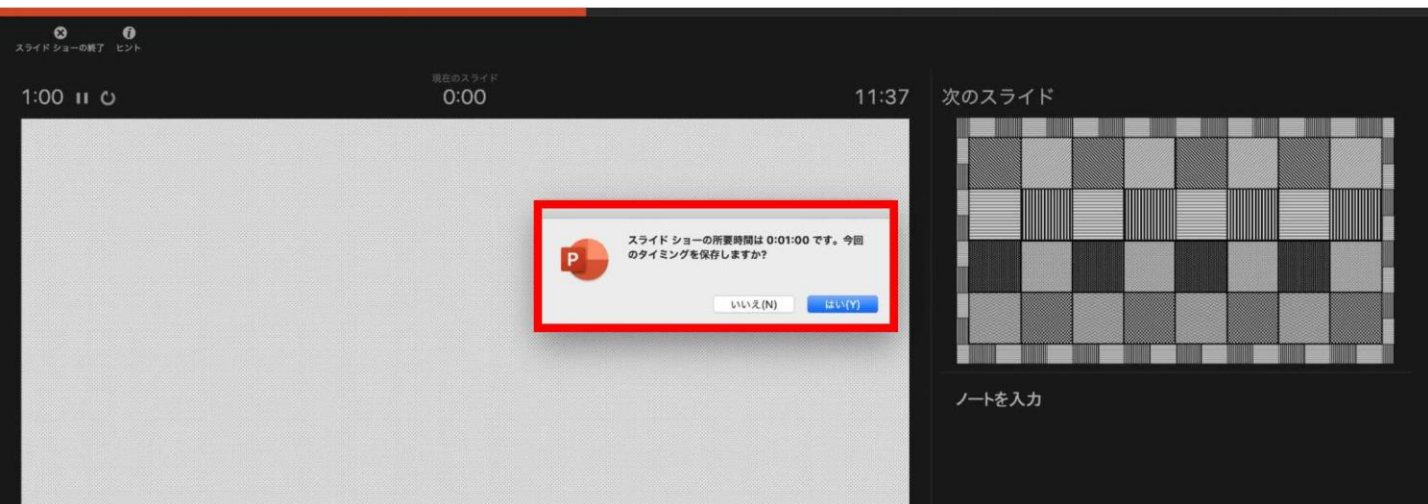 スライド ショーの終了 ヒント
現在のスライド
1:00 0:00 11:37 次のスライド
スライド ショーの所要時間は 0:01:00 です。今回
のタイミングを保存しますか?
P
いいえ(N) はい(Y)
ノートを入力